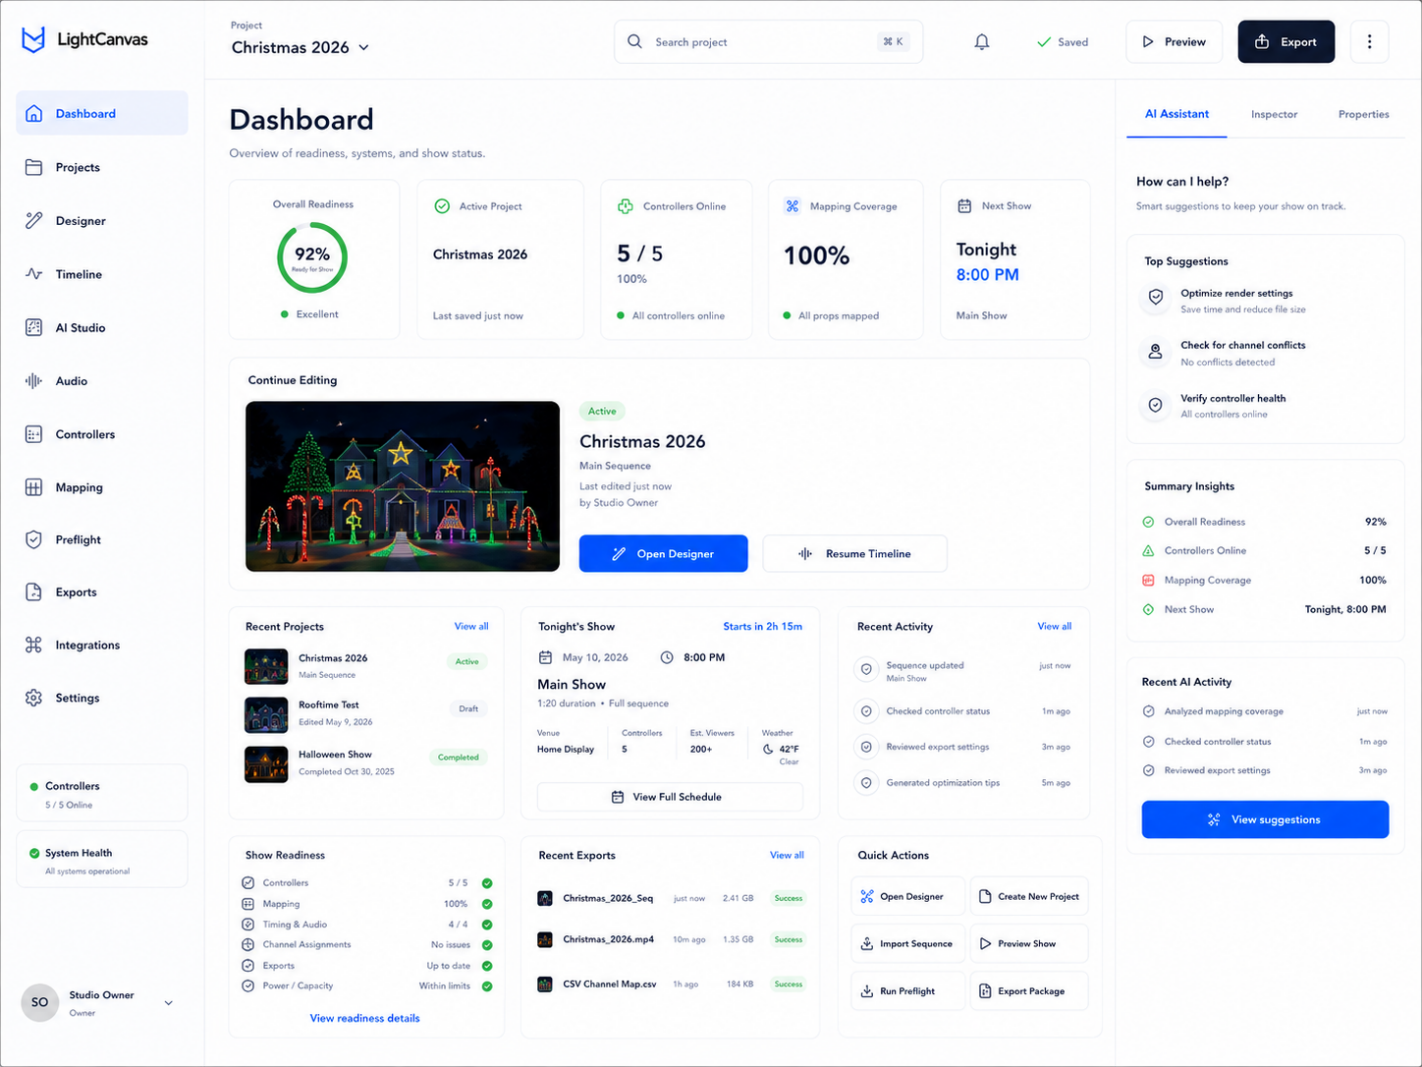 LightCanvas
Project
Christmas 2026
Search project
⌘ K
Saved
Preview
Export
Dashboard
Projects
Designer
Timeline
AI Studio
Audio
Controllers
Mapping
Preflight
Exports
Integrations
Settings
Controllers
5 / 5 Online
System Health
All systems operational
SO
Studio Owner
Owner
Dashboard
Overview of readiness, systems, and show status.
Overall Readiness
92%
Ready for Show
Excellent
Active Project
Christmas 2026
Last saved just now
Controllers Online
5 / 5
100%
All controllers online
Mapping Coverage
100%
All props mapped
Next Show
Tonight
8:00 PM
Main Show
Continue Editing
Active
Christmas 2026
Main Sequence
Last edited just now
by Studio Owner
Open Designer
Resume Timeline
Recent Projects
View all
Christmas 2026
Main Sequence
Active
Rooftime Test
Edited May 9, 2026
Draft
Halloween Show
Completed Oct 30, 2025
Completed
Tonight's Show
Starts in 2h 15m
May 10, 2026
8:00 PM
Main Show
1:20 duration • Full sequence
Venue
Home Display
Controllers
5
Est. Viewers
200+
Weather
42°F
Clear
View Full Schedule
Recent Activity
View all
Sequence updated
Main Show
just now
Checked controller status
1m ago
Reviewed export settings
3m ago
Generated optimization tips
5m ago
Show Readiness
Controllers
5 / 5
Mapping
100%
Timing & Audio
4 / 4
Channel Assignments
No issues
Exports
Up to date
Power / Capacity
Within limits
View readiness details
Recent Exports
View all
Christmas_2026_Seq
just now
2.41 GB
Success
Christmas_2026.mp4
10m ago
1.35 GB
Success
CSV Channel Map.csv
1h ago
184 KB
Success
Quick Actions
Open Designer
Create New Project
Import Sequence
Preview Show
Run Preflight
Export Package
AI Assistant
Inspector
Properties
How can I help?
Smart suggestions to keep your show on track.
Top Suggestions
Optimize render settings
Save time and reduce file size
Check for channel conflicts
No conflicts detected
Verify controller health
All controllers online
Summary Insights
Overall Readiness
92%
Controllers Online
5 / 5
Mapping Coverage
100%
Next Show
Tonight, 8:00 PM
Recent AI Activity
Analyzed mapping coverage
just now
Checked controller status
1m ago
Reviewed export settings
3m ago
View suggestions